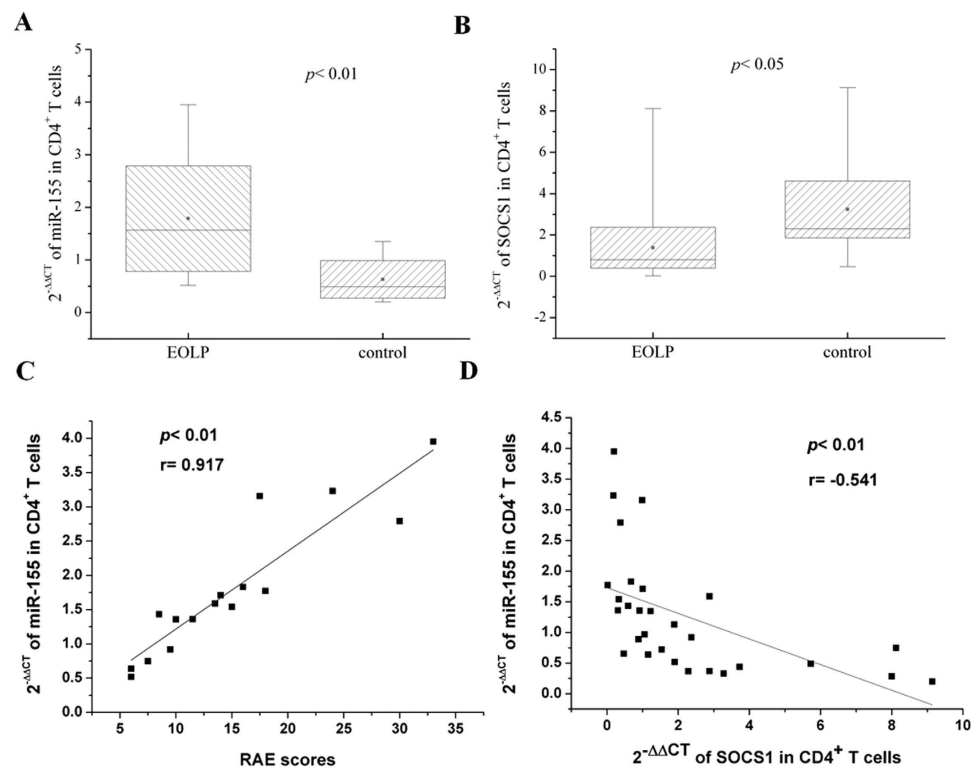 A
2^-ΔΔCT of miR-155 in CD4⁺ T cells
5
4
3
2
1
0
p< 0.01
EOLP
control
B
2^-ΔΔCT of SOCS1 in CD4⁺ T cells
10
8
6
4
2
0
-2
p< 0.05
EOLP
control
C
2^-ΔΔCT of miR-155 in CD4⁺ T cells
4.0
3.5
3.0
2.5
2.0
1.5
1.0
0.5
0.0
p< 0.01
r= 0.917
5 10 15 20 25 30 35
RAE scores
D
2^-ΔΔCT of miR-155 in CD4⁺ T cells
4.5
4.0
3.5
3.0
2.5
2.0
1.5
1.0
0.5
0.0
p< 0.01
r= -0.541
0 2 4 6 8 10
2^-ΔΔCT of SOCS1 in CD4⁺ T cells